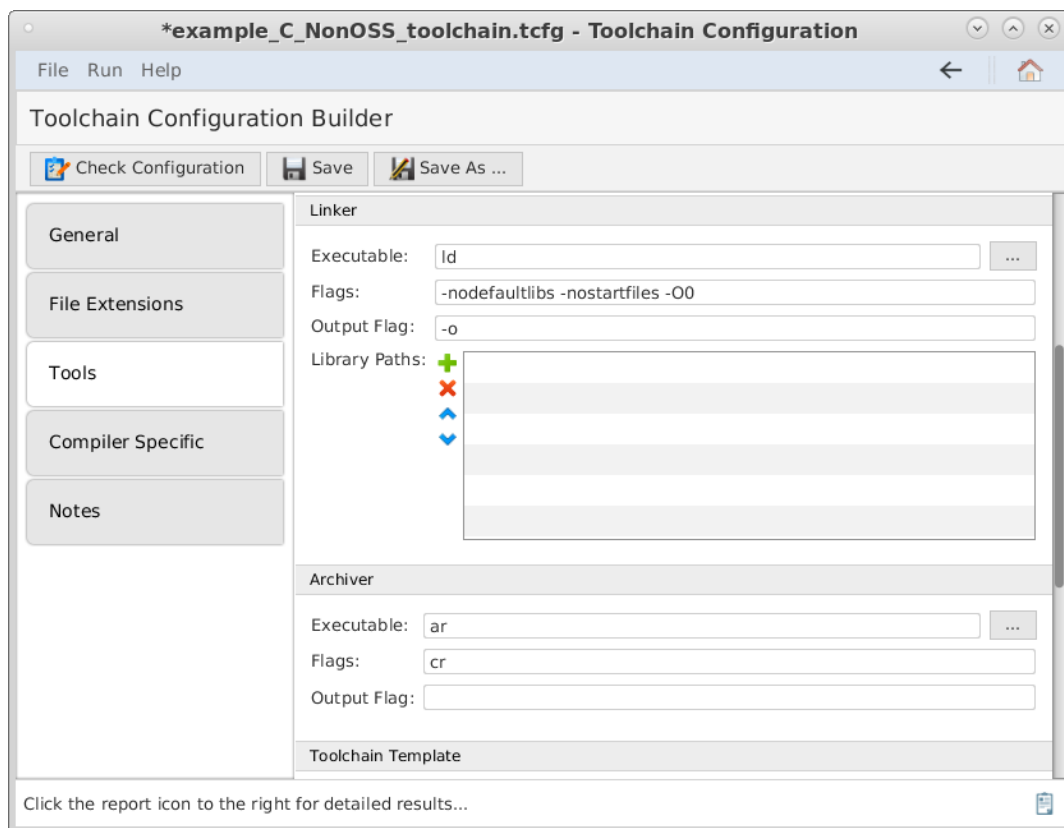 *example_C_NonOSS_toolchain.tcfg - Toolchain Configuration
File Run Help
Toolchain Configuration Builder
Check Configuration Save Save As ...
General
File Extensions
Tools
Compiler Specific
Notes
Linker
Executable: ld ...
Flags: -nodefaultlibs -nostartfiles -O0
Output Flag: -o
Library Paths:
Archiver
Executable: ar ...
Flags: cr
Output Flag:
Toolchain Template
Click the report icon to the right for detailed results...